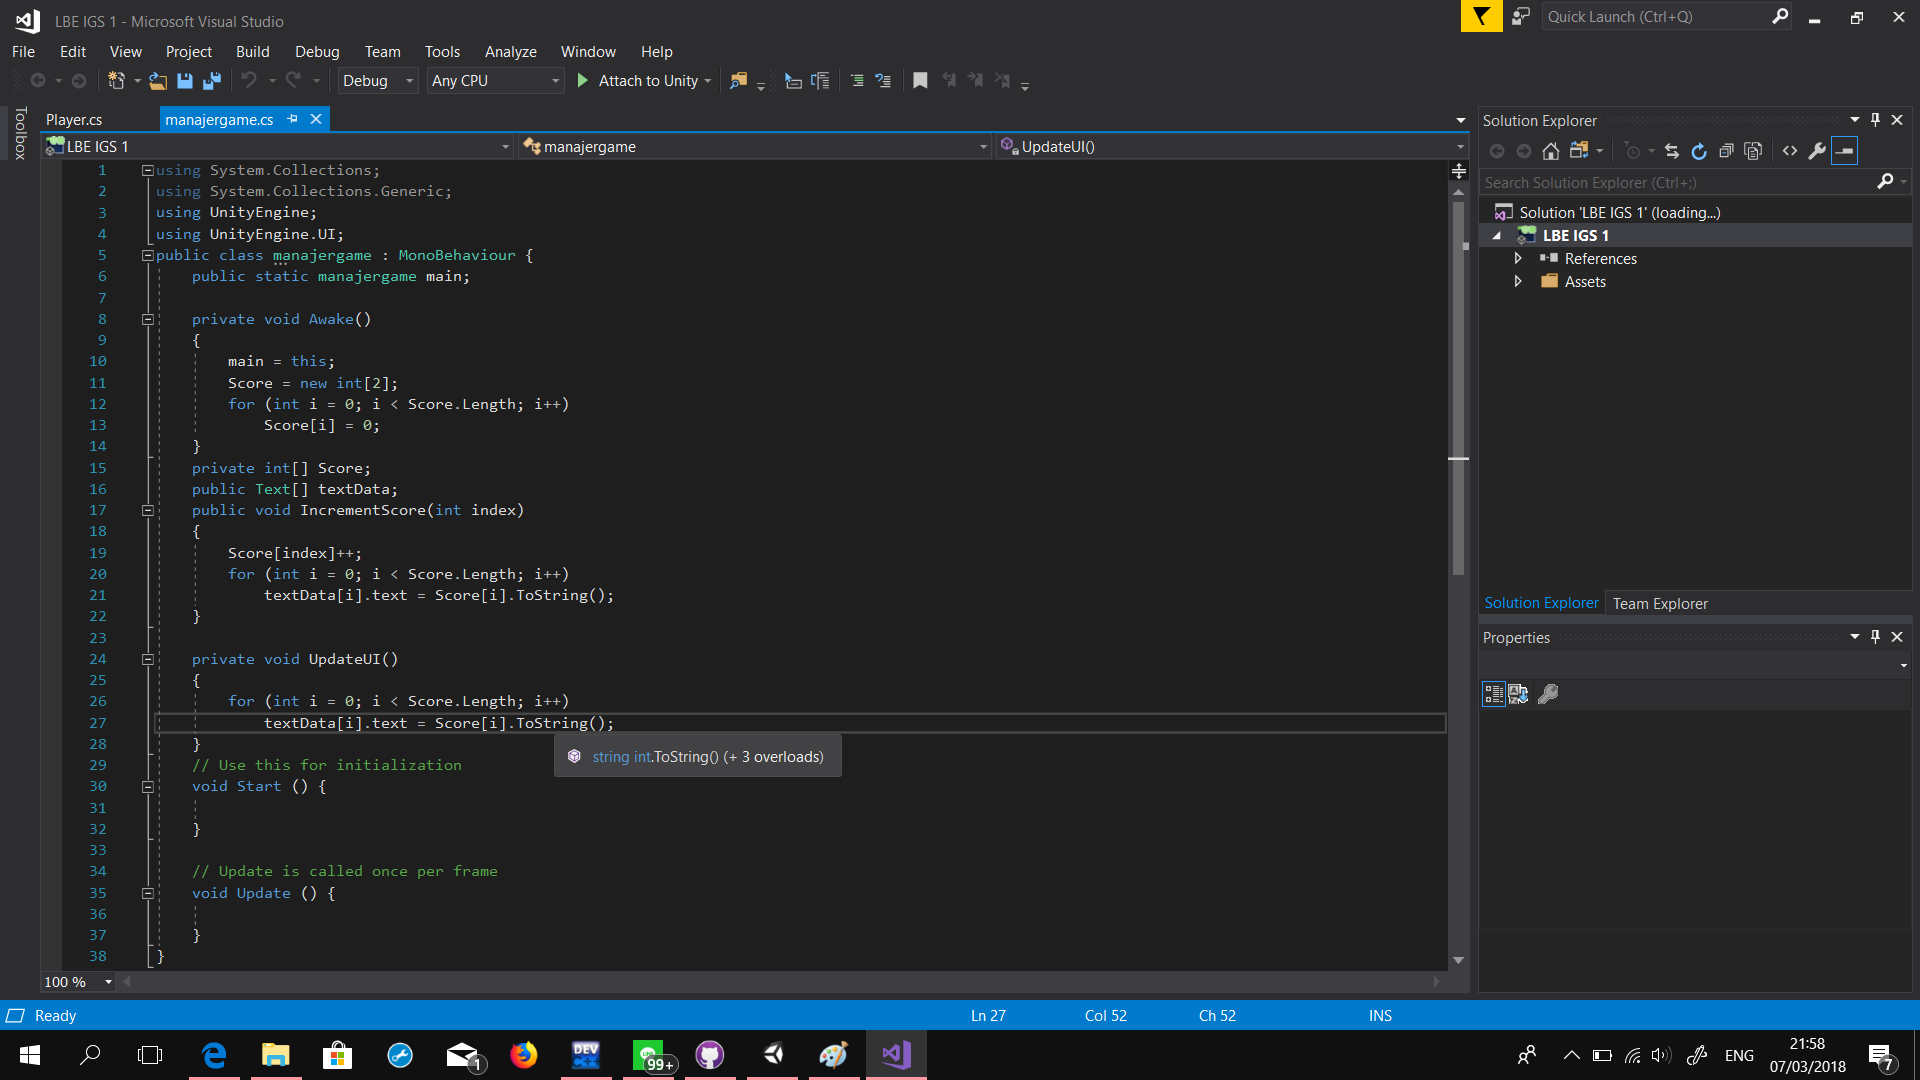 LBE IGS 1 - Microsoft Visual Studio
Quick Launch (Ctrl+Q)
File Edit View Project Build Debug Team Tools Analyze Window Help
Debug Any CPU Attach to Unity
Toolbox
Player.cs manajergame.cs
LBE IGS 1 manajergame UpdateUI()
1 using System.Collections;
2 using System.Collections.Generic;
3 using UnityEngine;
4 using UnityEngine.UI;
5 public class manajergame : MonoBehaviour {
6 public static manajergame main;
7
8 private void Awake()
9 {
10 main = this;
11 Score = new int[2];
12 for (int i = 0; i < Score.Length; i++)
13 Score[i] = 0;
14 }
15 private int[] Score;
16 public Text[] textData;
17 public void IncrementScore(int index)
18 {
19 Score[index]++;
20 for (int i = 0; i < Score.Length; i++)
21 textData[i].text = Score[i].ToString();
22 }
23
24 private void UpdateUI()
25 {
26 for (int i = 0; i < Score.Length; i++)
27 textData[i].text = Score[i].ToString();
28 }
string int.ToString() (+ 3 overloads)
29 // Use this for initialization
30 void Start () {
31
32 }
33
34 // Update is called once per frame
35 void Update () {
36
37 }
38 }
100 %
Solution Explorer
Search Solution Explorer (Ctrl+;)
Solution 'LBE IGS 1' (loading...)
LBE IGS 1
References
Assets
Solution Explorer Team Explorer
Properties
Ready Ln 27 Col 52 Ch 52 INS
1 DEV C++ 99+ ENG 21:58
07/03/2018 7